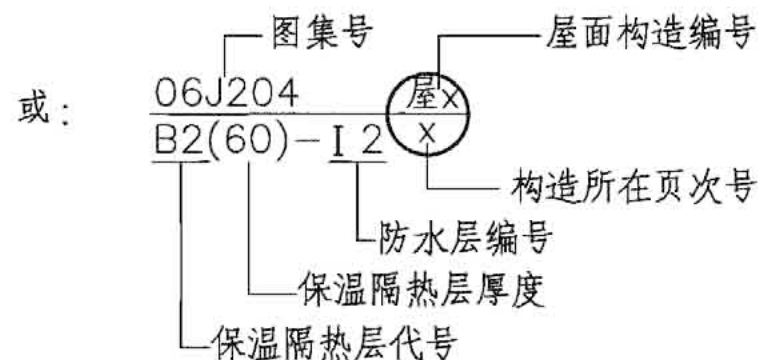 图集号
屋面构造编号
或：
06J204
屋x
B2(60)-Ⅰ2
x
构造所在页次号
防水层编号
保温隔热层厚度
保温隔热层代号